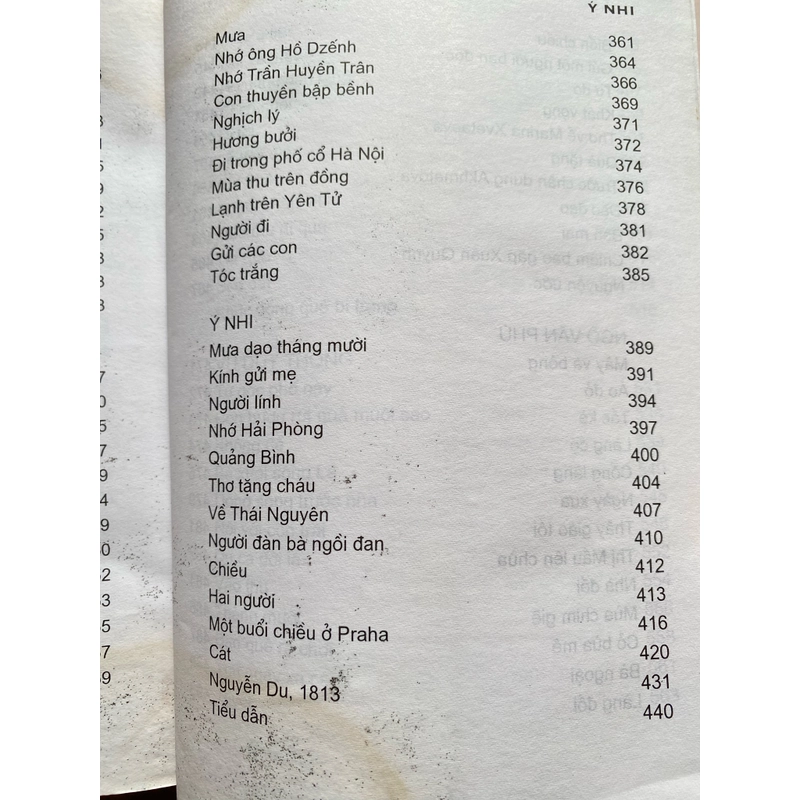 Ý NHI
Mưa 361
Nhớ ông Hồ Dzếnh 364
Nhớ Trần Huyền Trân 366
Con thuyền bập bềnh 369
Nghịch lý 371
Hương bưởi 372
Đi trong phố cổ Hà Nội 374
Mùa thu trên đồng 376
Lạnh trên Yên Tử 378
Người đi 381
Gửi các con 382
Tóc trắng 385
Ý NHI
Mưa dạo tháng mười 389
Kính gửi mẹ 391
Người lính 394
Nhớ Hải Phòng 397
Quảng Bình 400
Thơ tặng cháu 404
Về Thái Nguyên 407
Người đàn bà ngồi đan 410
Chiều 412
Hai người 413
Một buổi chiều ở Praha 416
Cát 420
Nguyễn Du, 1813 431
Tiểu dẫn 440